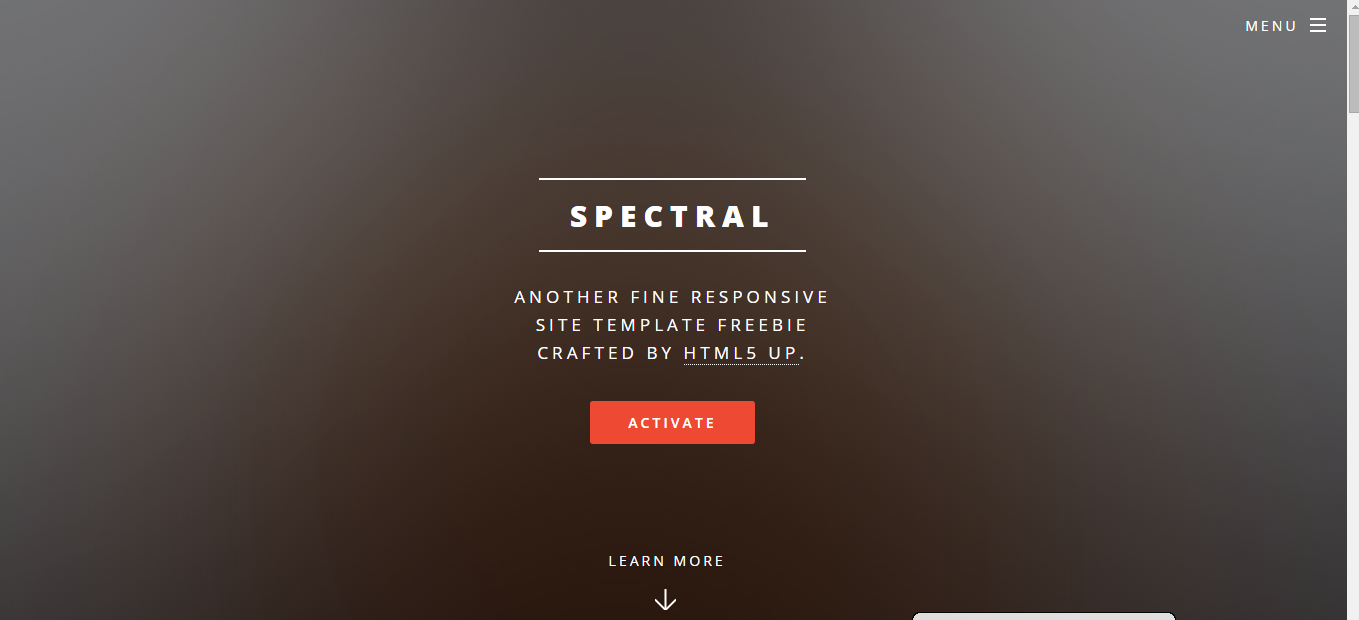 MENU
SPECTRAL
ANOTHER FINE RESPONSIVE
SITE TEMPLATE FREEBIE
CRAFTED BY HTML5 UP.
ACTIVATE
LEARN MORE